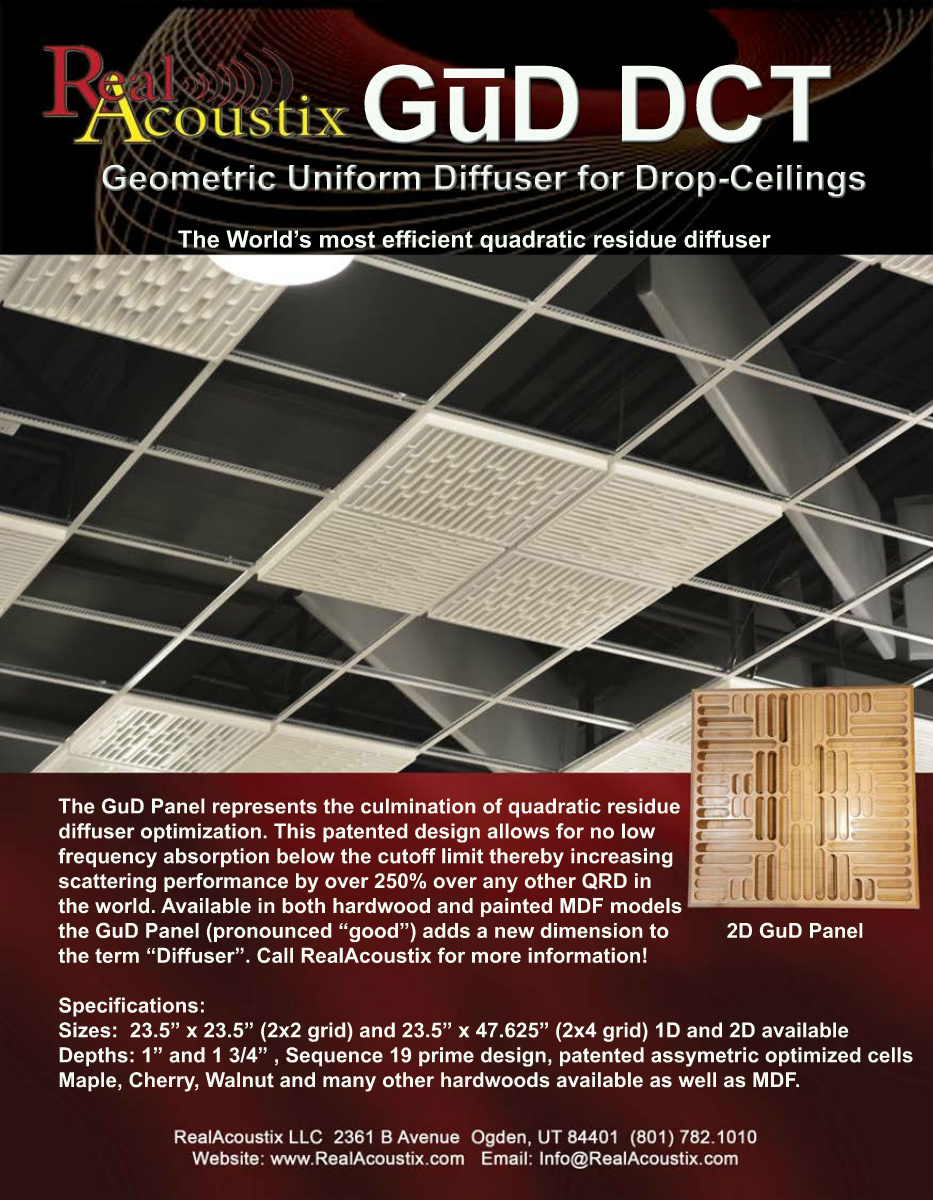 Real
Acoustix
GūD DCT
Geometric Uniform Diffuser for Drop-Ceilings
The World's most efficient quadratic residue diffuser
The GuD Panel represents the culmination of quadratic residue
diffuser optimization. This patented design allows for no low
frequency absorption below the cutoff limit thereby increasing
scattering performance by over 250% over any other QRD in
the world. Available in both hardwood and painted MDF models
the GuD Panel (pronounced “good”) adds a new dimension to
the term “Diffuser”. Call RealAcoustix for more information!
2D GuD Panel
Specifications:
Sizes:  23.5” x 23.5” (2x2 grid) and 23.5” x 47.625” (2x4 grid) 1D and 2D available
Depths: 1” and 1 3/4” , Sequence 19 prime design, patented assymetric optimized cells
Maple, Cherry, Walnut and many other hardwoods available as well as MDF.
RealAcoustix LLC  2361 B Avenue  Ogden, UT 84401  (801) 782.1010
Website: www.RealAcoustix.com   Email: Info@RealAcoustix.com